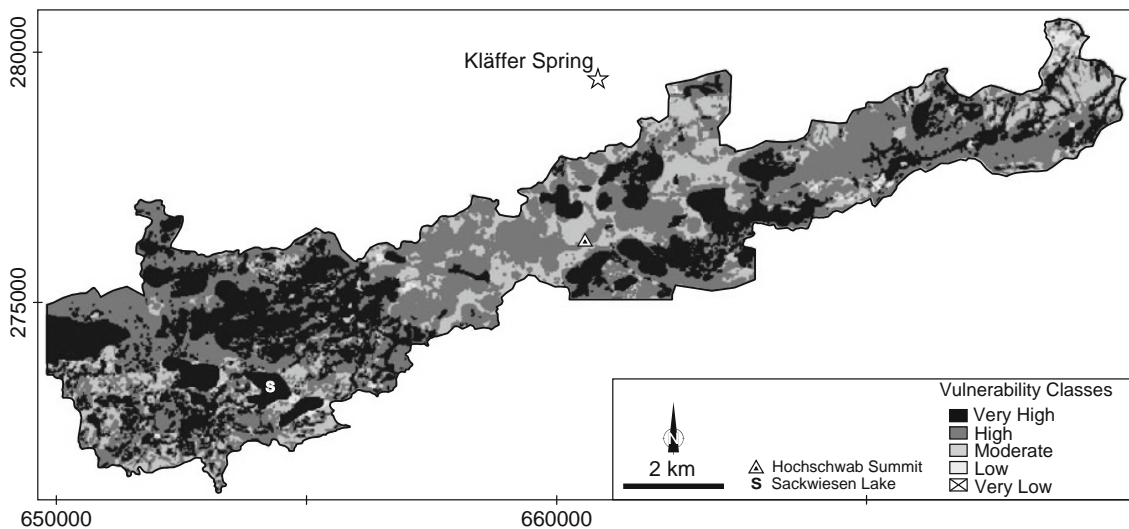 280000
275000
Kläffer Spring
S
N
2 km
Hochschwab Summit
S Sackwiesen Lake
Vulnerability Classes
Very High
High
Moderate
Low
Very Low
650000
660000